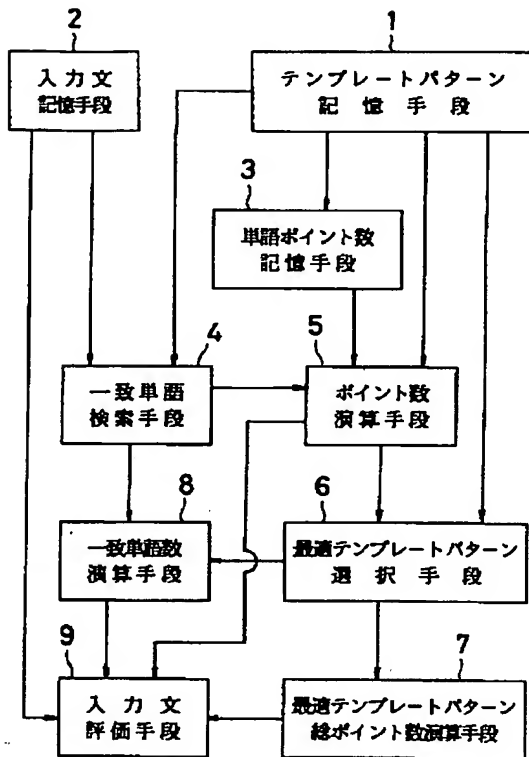 2
入力文
記憶手段
1
テンプレートパターン
記憶手段
3
単語ポイント数
記憶手段
4
一致単語
検索手段
5
ポイント数
演算手段
8
一致単語数
演算手段
6
最適テンプレートパターン
選択手段
9
入力文
評価手段
7
最適テンプレートパターン
総ポイント数演算手段